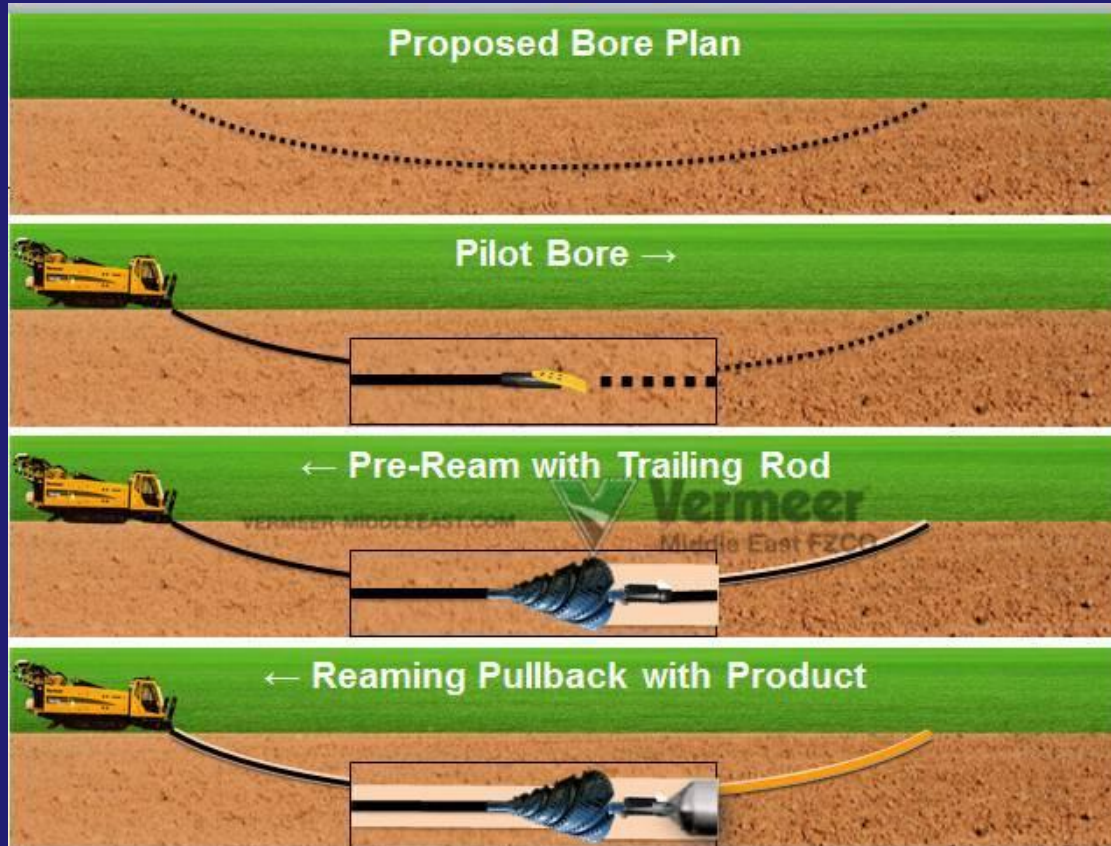 Proposed Bore Plan
Pilot Bore →
← Pre-Ream with Trailing Rod
VERMEER-MIDDLEEAST.COM
Vermeer
Middle East FZCO
← Reaming Pullback with Product